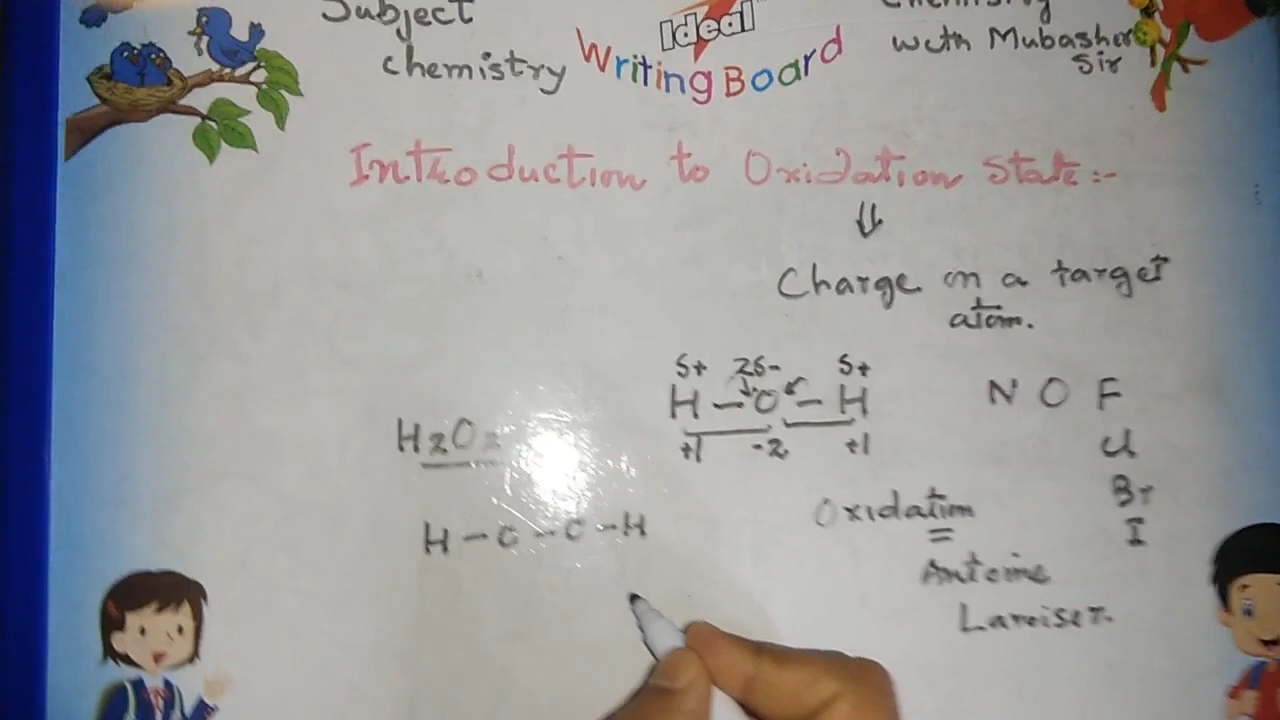 Subject
chemistry
Ideal
Writing Board
Chemistry
with Mubashar
Sir
Introduction to Oxidation State:-
⇓
Charge on a target
atom.
δ+ 2δ- δ+
H - O - H
+1 -2 +1
N O F
Cl
Br
I
H2O2
H - O - O - H
Oxidation
=
Antoine
Lavoiser.